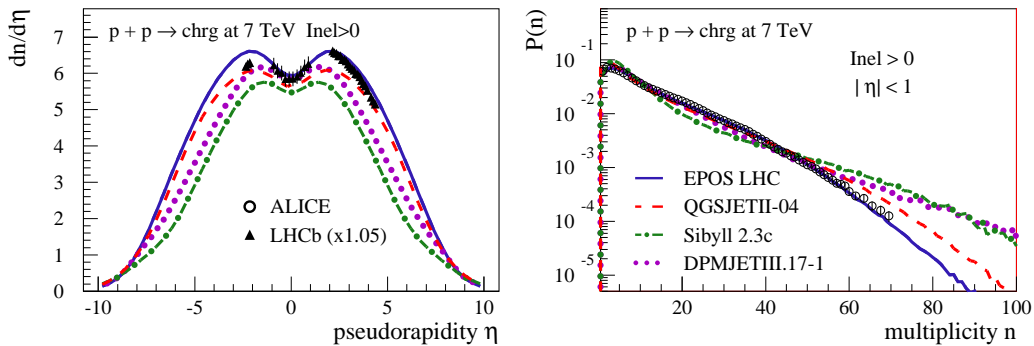 dn/dη
p + p → chrg at 7 TeV Inel>0
7
6
5
4
3
2
1
0
ALICE
LHCb (x1.05)
-10 -5 0 5 10
pseudorapidity η
P(n)
p + p → chrg at 7 TeV
Inel > 0
| η| < 1
10 -1
10 -1
10 -2
10 -3
10 -4
10 -5
EPOS LHC
QGSJETII-04
Sibyll 2.3c
DPMJETIII.17-1
20 40 60 80 100
multiplicity n